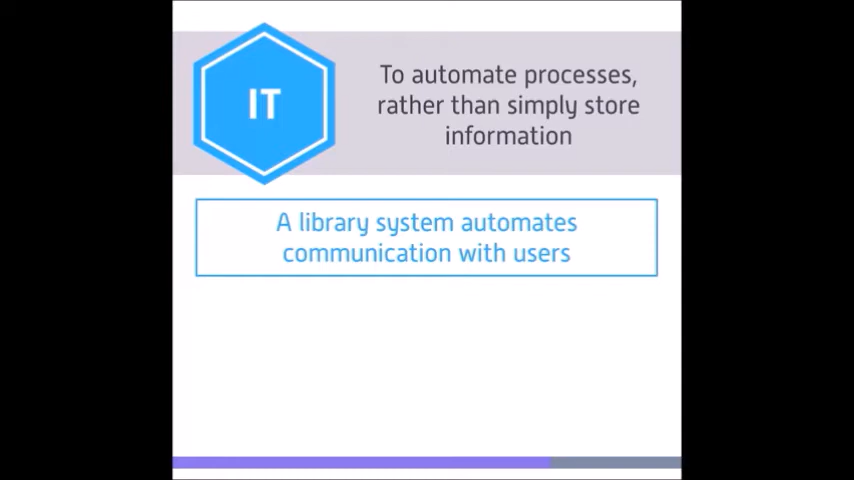 IT
To automate processes,
rather than simply store
information
A library system automates
communication with users